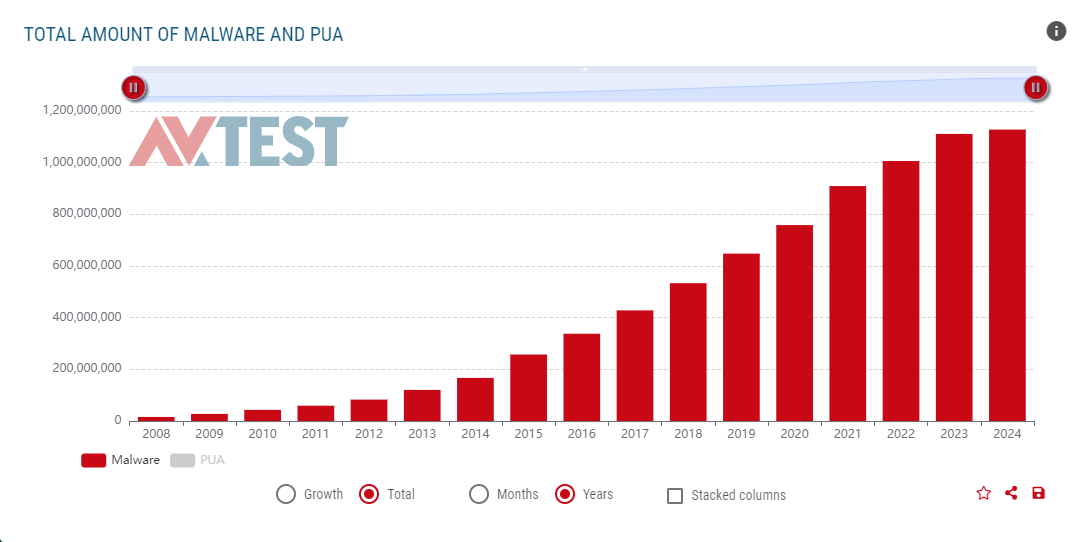 TOTAL AMOUNT OF MALWARE AND PUA
i
1,200,000,000
AVTEST
1,000,000,000
800,000,000
600,000,000
400,000,000
200,000,000
0
2008 2009 2010 2011 2012 2013 2014 2015 2016 2017 2018 2019 2020 2021 2022 2023 2024
Malware PUA
Growth Total Months Years Stacked columns